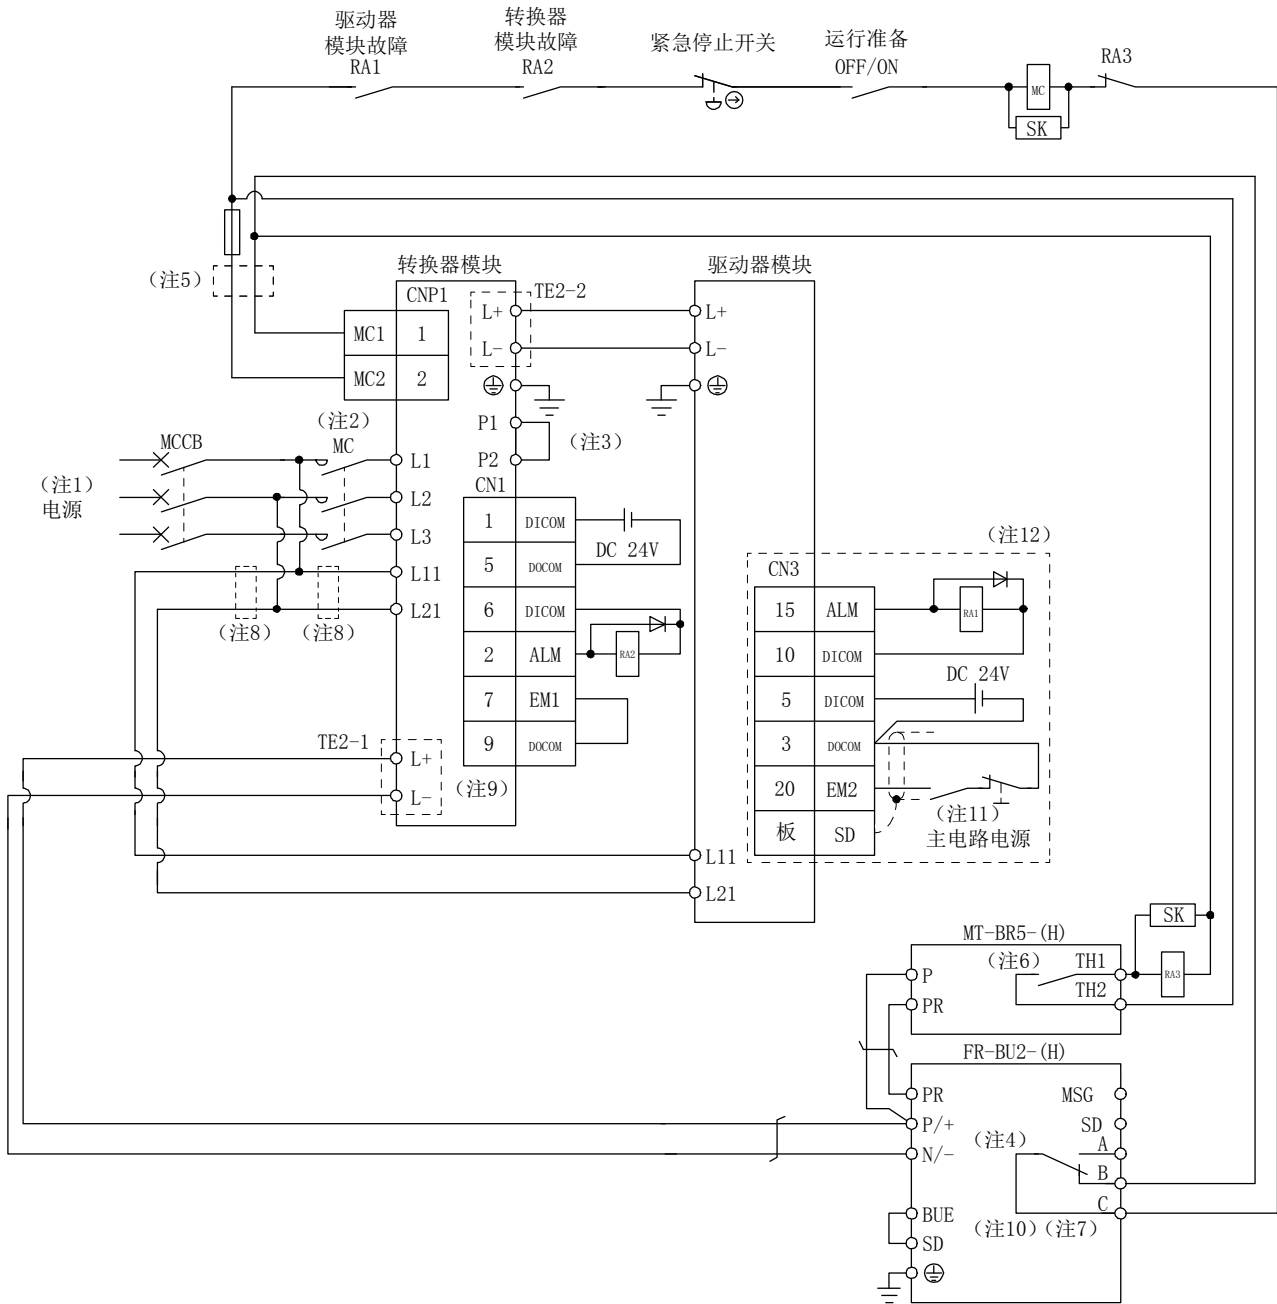 驱动器
模块故障
RA1
转换器
模块故障
RA2
紧急停止开关
运行准备
OFF/ON
MC
SK
RA3
(注5)
转换器模块
驱动器模块
CNP1
MC1 1
MC2 2
L+
TE2-2
L-
L+
L-
P1
P2
(注3)
(注2)
MC
MCCB
(注1)
电源
L1
L2
L3
L11
L21
(注8)
(注8)
CN1
1 DICOM
5 DOCOM
6 DICOM
2 ALM
7 EM1
9 DOCOM
DC 24V
RA2
(注9)
TE2-1
L+
L-
(注12)
CN3
15 ALM
10 DICOM
5 DICOM
3 DOCOM
20 EM2
板 SD
RA1
DC 24V
(注11)
主电路电源
L11
L21
SK
MT-BR5-(H)
(注6)
P
PR
TH1
TH2
RA3
FR-BU2-(H)
PR
P/+
N/-
BUE
SD
MSG
SD
A
B
C
(注4)
(注10)(注7)